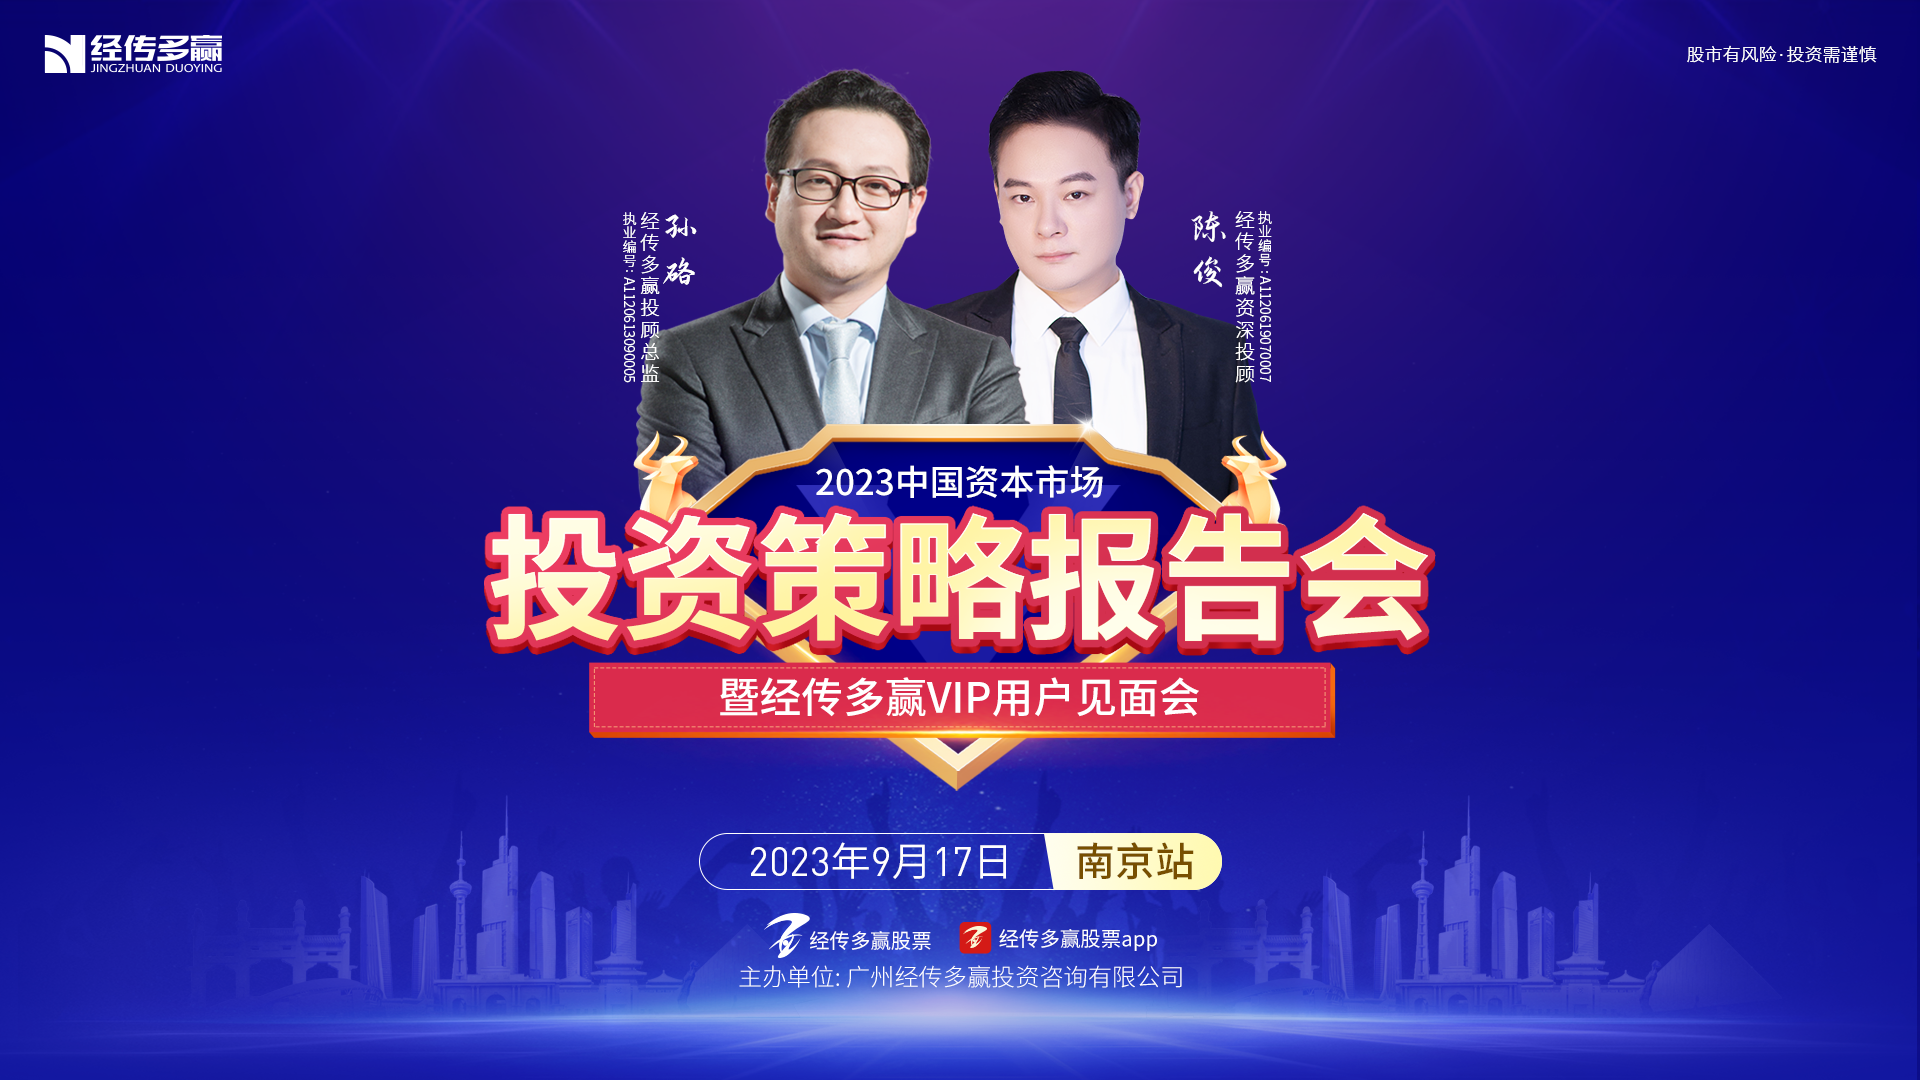 经传多赢
JINGZHUAN DUOYING
股市有风险·投资需谨慎
孙硌
经传多赢投顾总监
执业编号:A1120613090005
陈俊
经传多赢资深投顾
执业编号:A1120619070007
2023中国资本市场
投资策略报告会
暨经传多赢VIP用户见面会
2023年9月17日
南京站
经传多赢股票
经传多赢股票app
主办单位: 广州经传多赢投资咨询有限公司